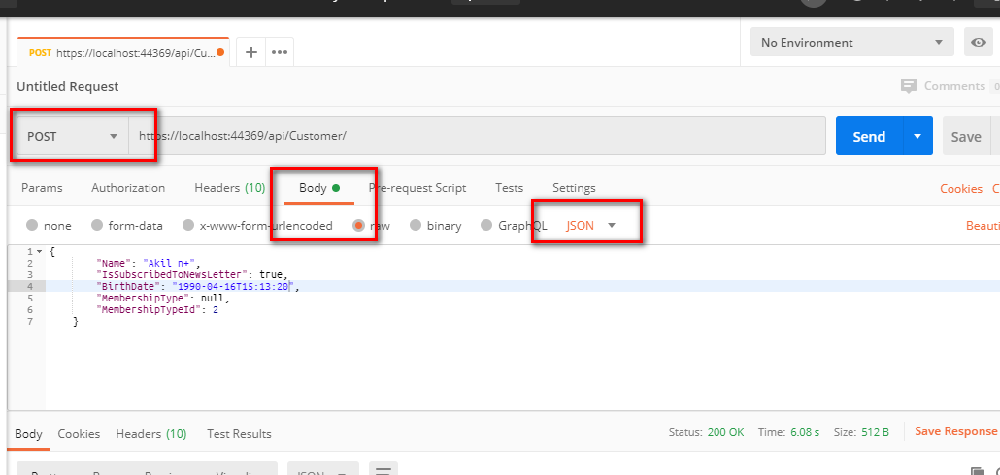 POST https://localhost:44369/api/Cu...
No Environment
Untitled Request
Comments 0
POST
https://localhost:44369/api/Customer/
Send
Save
Params Authorization Headers (10) Body Pre-request Script Tests Settings
Cookies C
none form-data x-www-form-urlencoded raw binary GraphQL JSON
Beauti
1 {
2 "Name": "Akil n+",
3 "IsSubscribedToNewsLetter": true,
4 "BirthDate": "1990-04-16T15:13:20",
5 "MembershipType": null,
6 "MembershipTypeId": 2
7 }
Body Cookies Headers (10) Test Results
Status: 200 OK Time: 6.08 s Size: 512 B Save Response
JSON